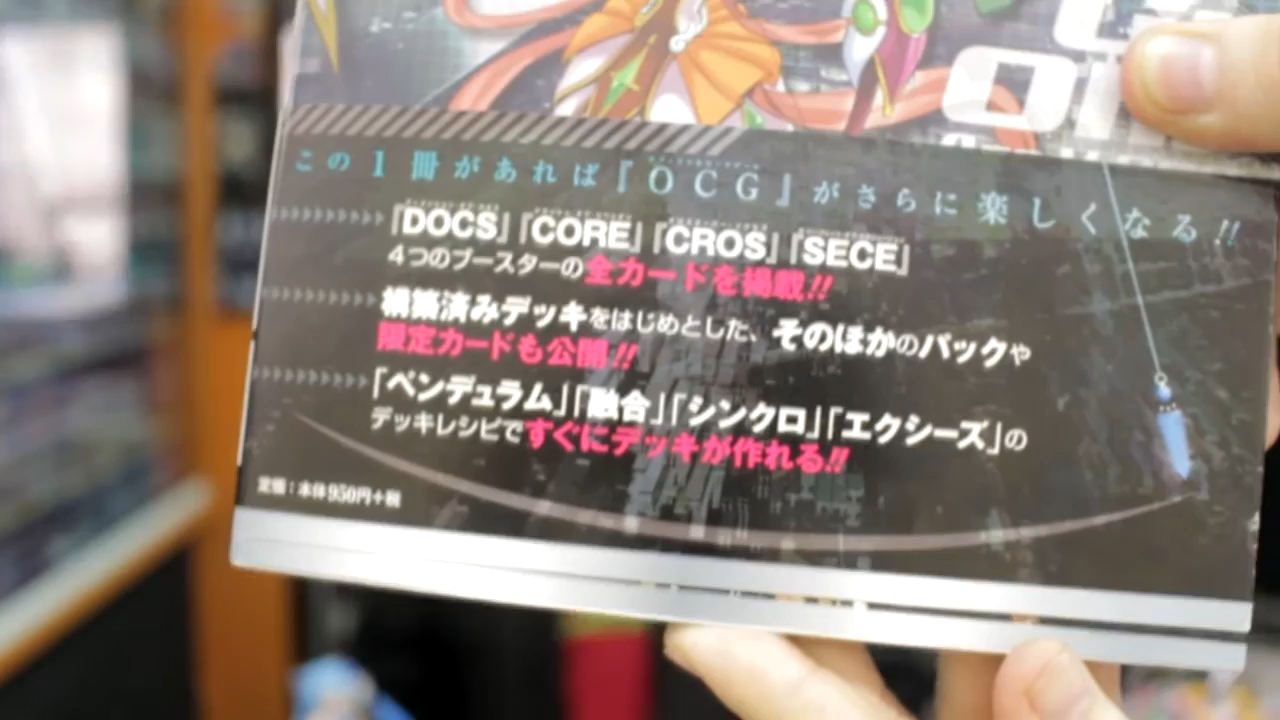 この1冊があれば『OCG』がさらに楽しくなる!!
『DOCS』『CORE』『CROS』『SECE』
4つのブースターの全カードを掲載!!
構築済みデッキをはじめとした、そのほかのパックや
限定カードも公開!!
「ペンデュラム」「融合」「シンクロ」「エクシーズ」の
デッキレシピですぐにデッキが作れる!!
定価:本体950円+税